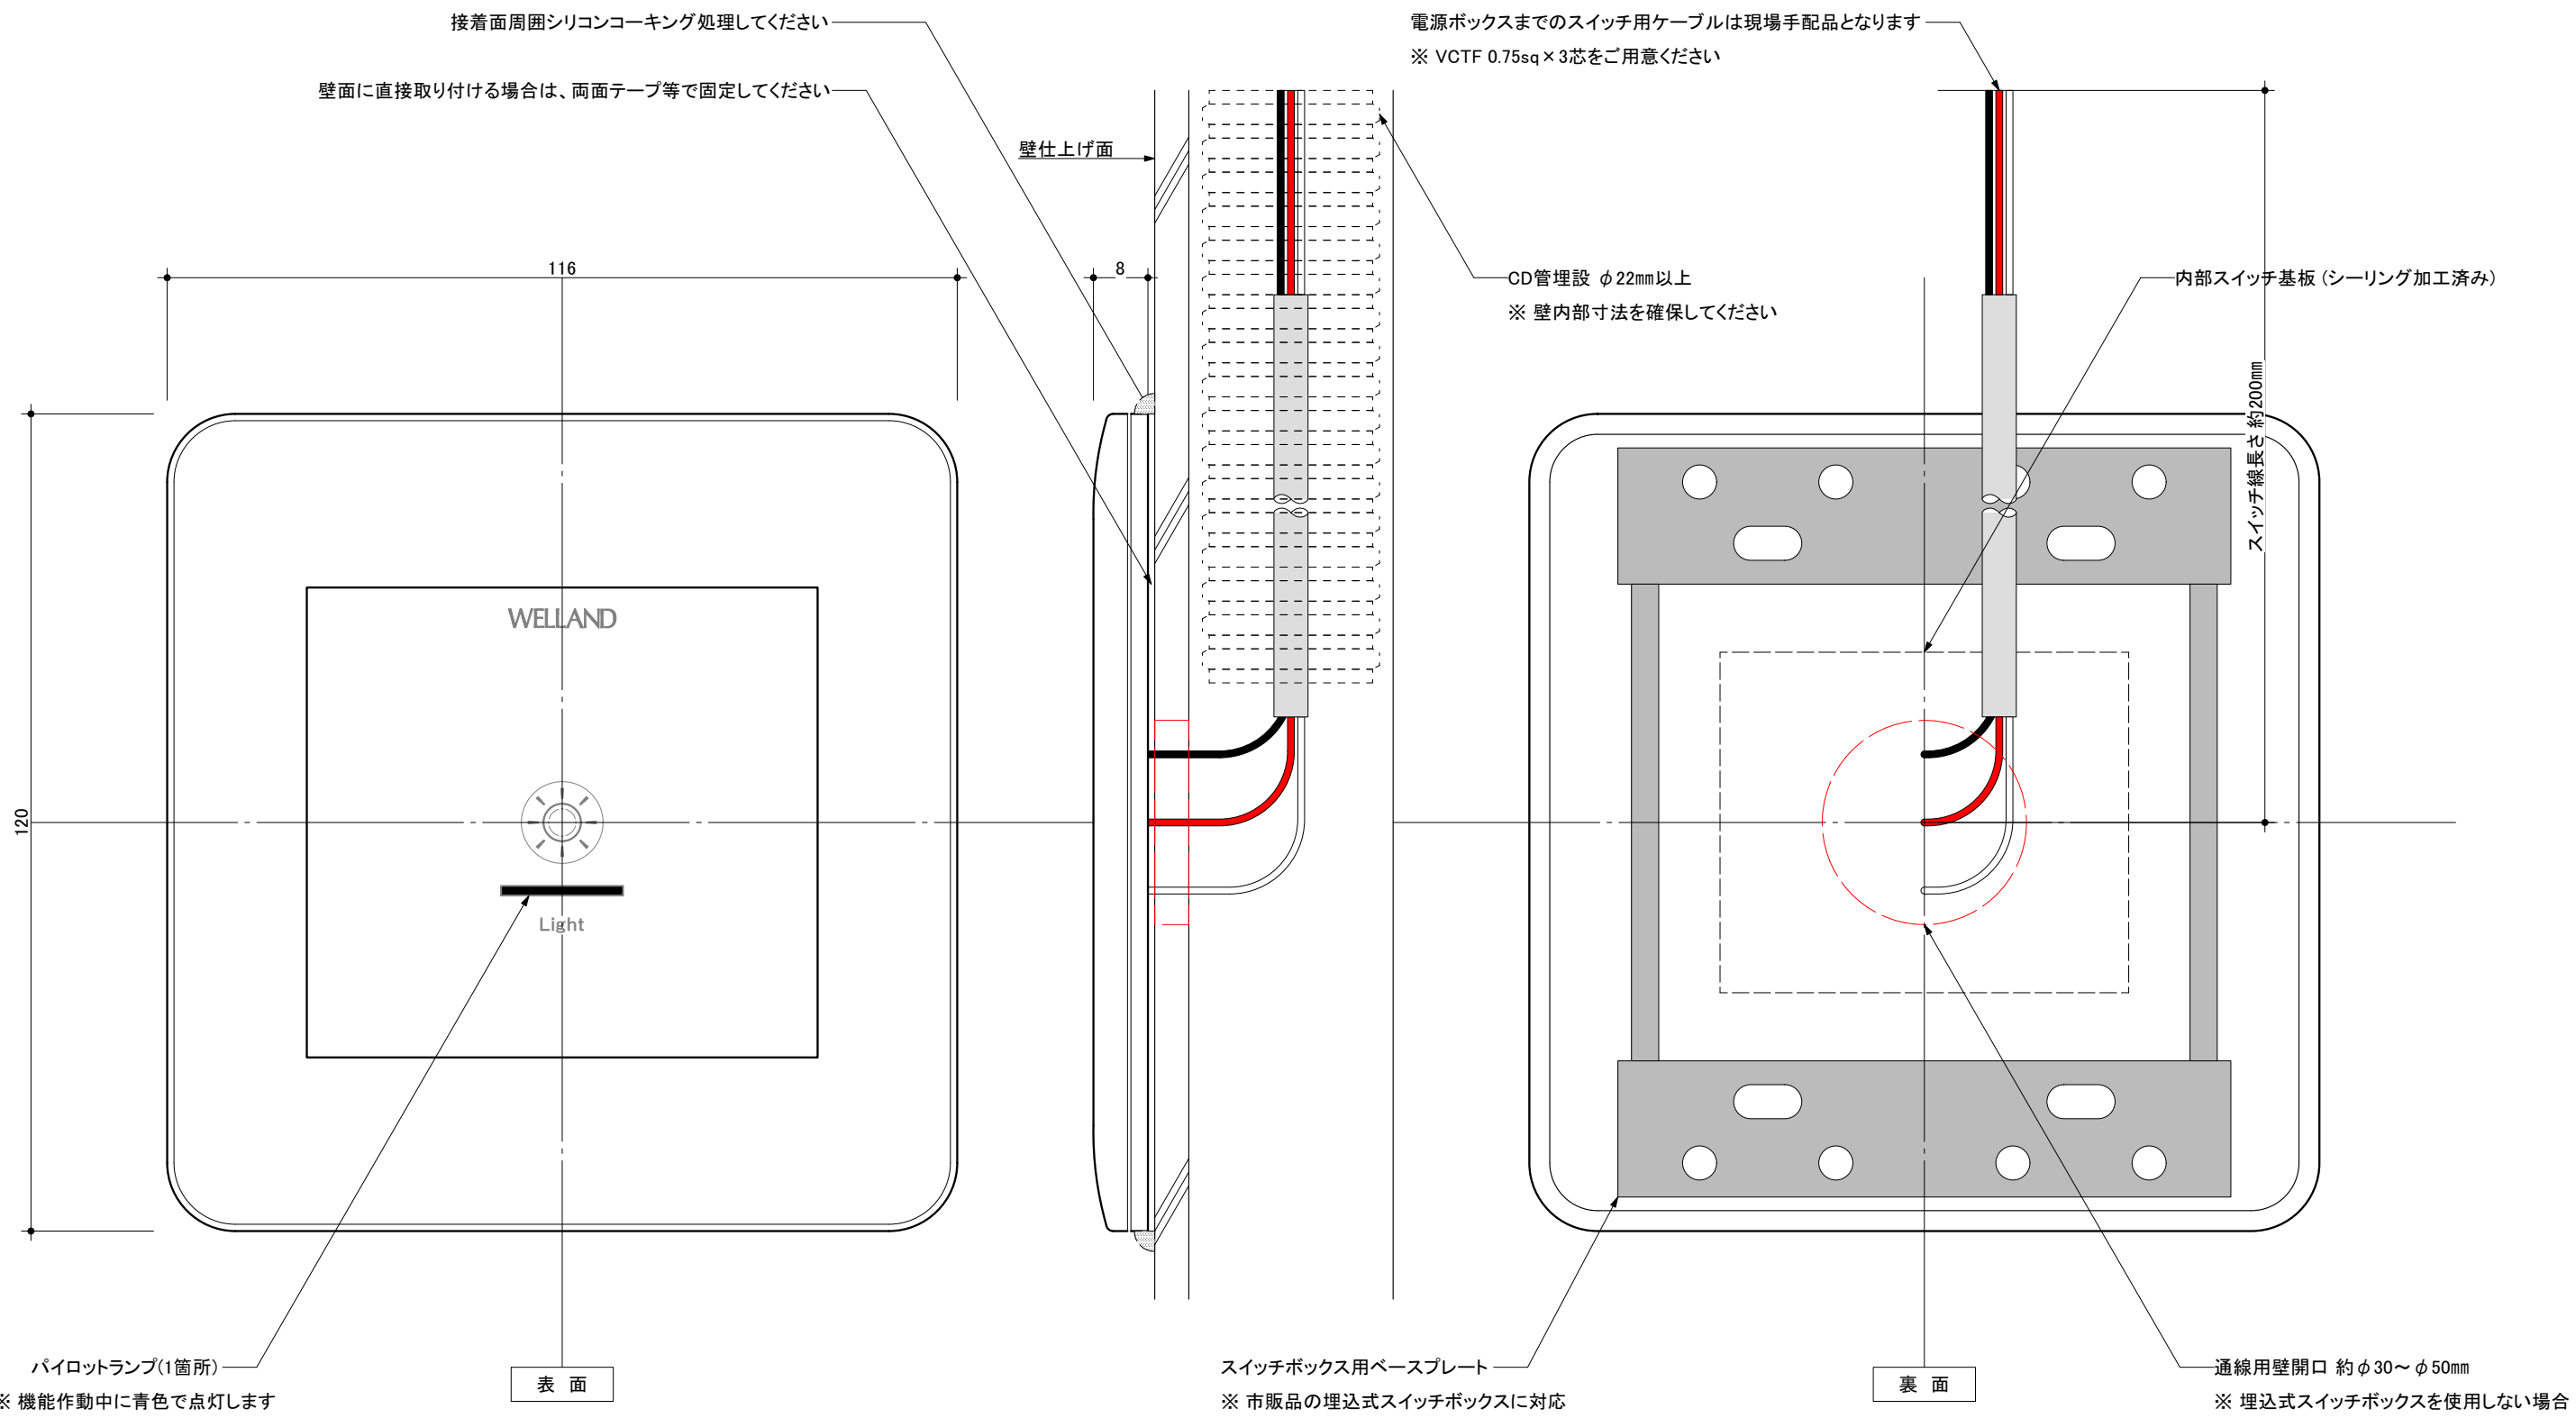 接着面周囲シリコンコーキング処理してください
電源ボックスまでのスイッチ用ケーブルは現場手配品となります
※ VCTF 0.75sq×3芯をご用意ください
壁面に直接取り付ける場合は、両面テープ等で固定してください
壁仕上げ面
116
8
CD管埋設 φ22mm以上
※ 壁内部寸法を確保してください
内部スイッチ基板 (シーリング加工済み)
スイッチ線長さ 約200mm
WELLAND
120
Light
パイロットランプ(1箇所)
※ 機能作動中に青色で点灯します
表 面
スイッチボックス用ベースプレート
※ 市販品の埋込式スイッチボックスに対応
裏 面
通線用壁開口 約φ30～φ50mm
※ 埋込式スイッチボックスを使用しない場合